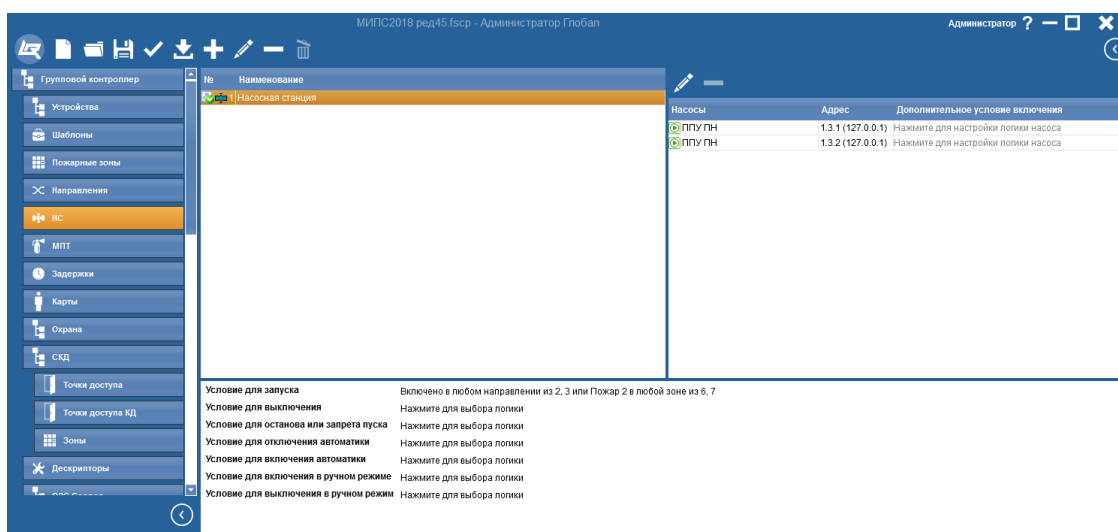 МИПС2018 ред45.fscp - Администратор Глобал
Администратор ?
Групповой контроллер
Устройства
Шаблоны
Пожарные зоны
Направления
НС
МПТ
Задержки
Карты
Охрана
СКД
Точки доступа
Точки доступа КД
Зоны
Дескрипторы
№ Наименование
1 Насосная станция
Насосы Адрес Дополнительное условие включения
ППУ ПН 1.3.1 (127.0.0.1) Нажмите для настройки логики насоса
ППУ ПН 1.3.2 (127.0.0.1) Нажмите для настройки логики насоса
Условие для запуска Включено в любом направлении из 2, 3 или Пожар 2 в любой зоне из 6, 7
Условие для выключения Нажмите для выбора логики
Условие для останова или запрета пуска Нажмите для выбора логики
Условие для отключения автоматики Нажмите для выбора логики
Условие для включения автоматики Нажмите для выбора логики
Условие для включения в ручном режиме Нажмите для выбора логики
Условие для выключения в ручном режим Нажмите для выбора логики